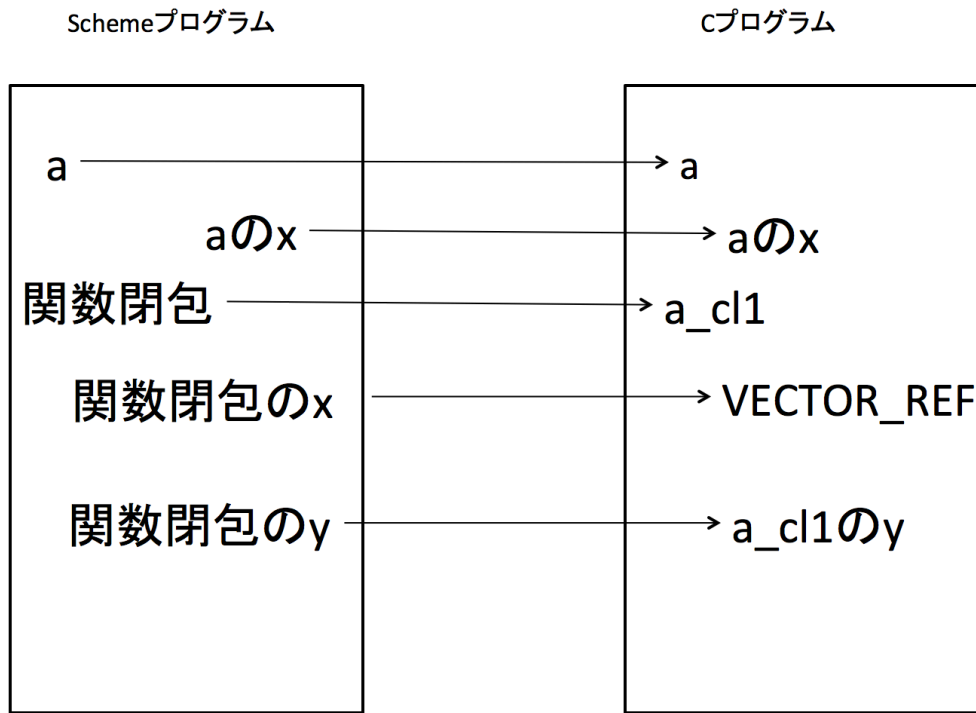 Schemeプログラム
Cプログラム
a
a
aのx
aのx
関数閉包
a_cl1
関数閉包のx
VECTOR_REF
関数閉包のy
a_cl1のy